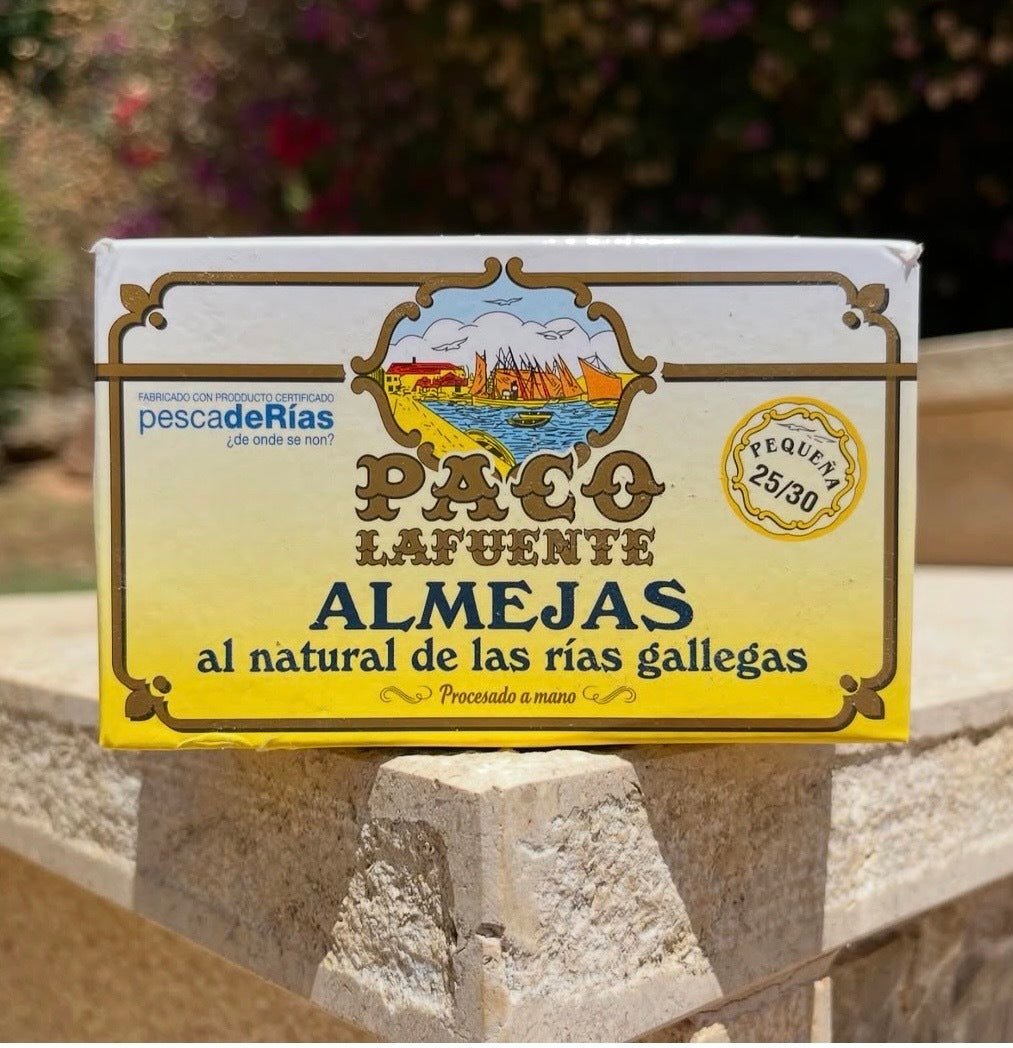 FABRICADO CON PRODDUCTO CERTIFICADO
pescadeRías
¿de onde se non?
PEQUEÑA
25/30
PACO
LAFUENTE
ALMEJAS
al natural de las rías gallegas
Procesado a mano